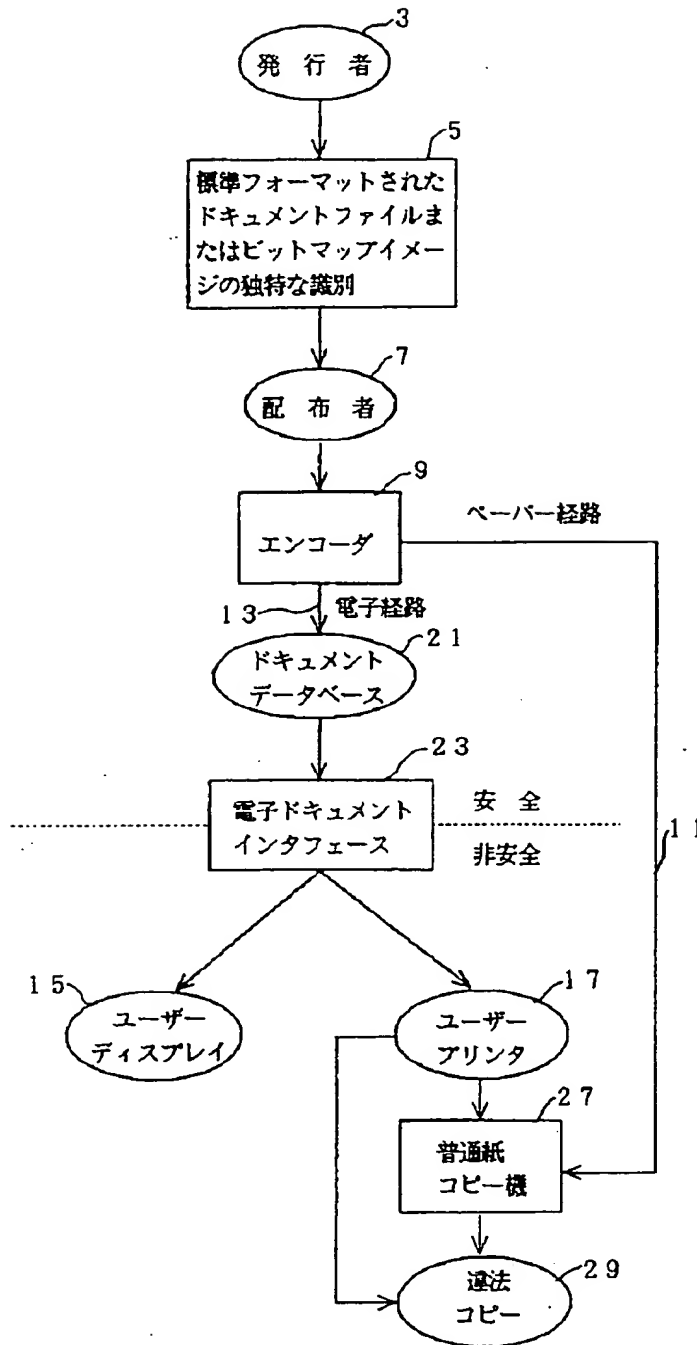 3
発 行 者
5
標準フォーマットされた
ドキュメントファイルま
たはビットマップイメー
ジの独特な識別
7
配 布 者
9
エンコーダ
ペーパー経路
13
電子経路
21
ドキュメント
データベース
23
電子ドキュメント
インタフェース
安 全
非安全
11
15
ユーザー
ディスプレイ
17
ユーザー
プリンタ
27
普通紙
コピー機
29
違法
コピー